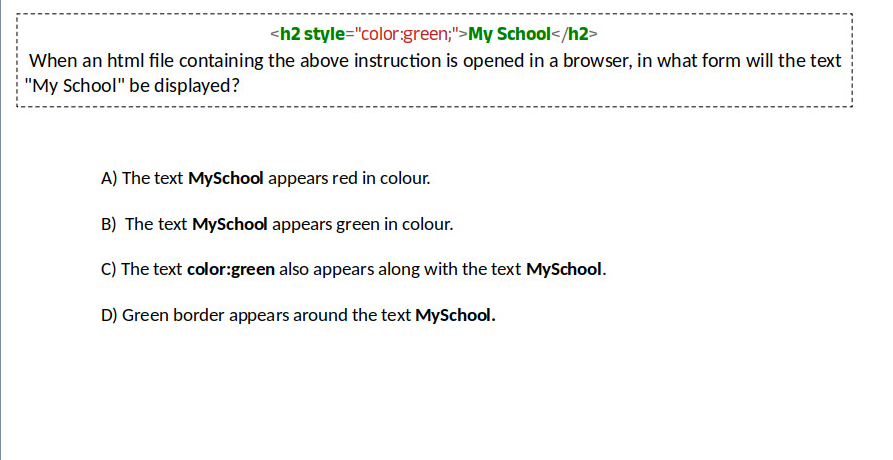 <h2 style="color:green;">My School</h2>
When an html file containing the above instruction is opened in a browser, in what form will the text
"My School" be displayed?
A) The text MySchool appears red in colour.
B) The text MySchool appears green in colour.
C) The text color:green also appears along with the text MySchool.
D) Green border appears around the text MySchool.